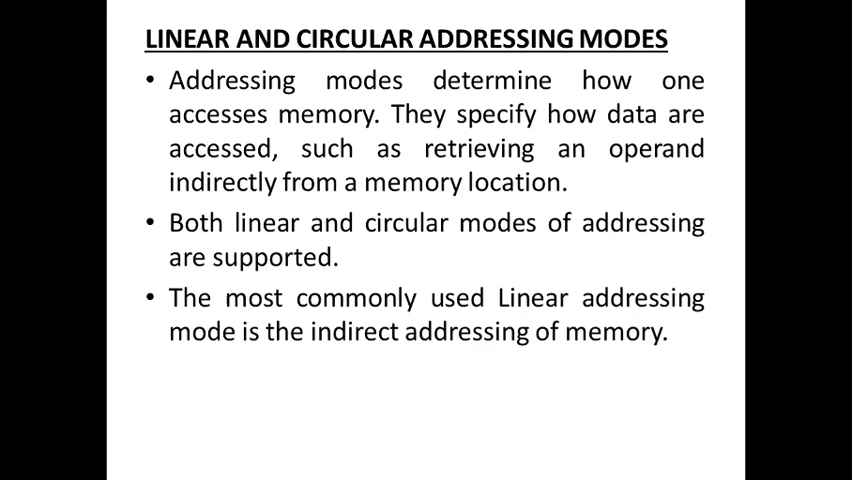 LINEAR AND CIRCULAR ADDRESSING MODES
• Addressing modes determine how one
accesses memory. They specify how data are
accessed, such as retrieving an operand
indirectly from a memory location.
• Both linear and circular modes of addressing
are supported.
• The most commonly used Linear addressing
mode is the indirect addressing of memory.